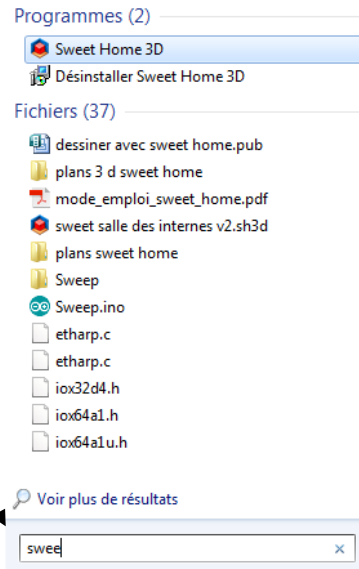 Programmes (2)
Sweet Home 3D
Désinstaller Sweet Home 3D
Fichiers (37)
dessiner avec sweet home.pub
plans 3 d sweet home
mode_emploi_sweet_home.pdf
sweet salle des internes v2.sh3d
plans sweet home
Sweep
Sweep.ino
etharp.c
etharp.c
iox32d4.h
iox64a1.h
iox64a1u.h
Voir plus de résultats
swee